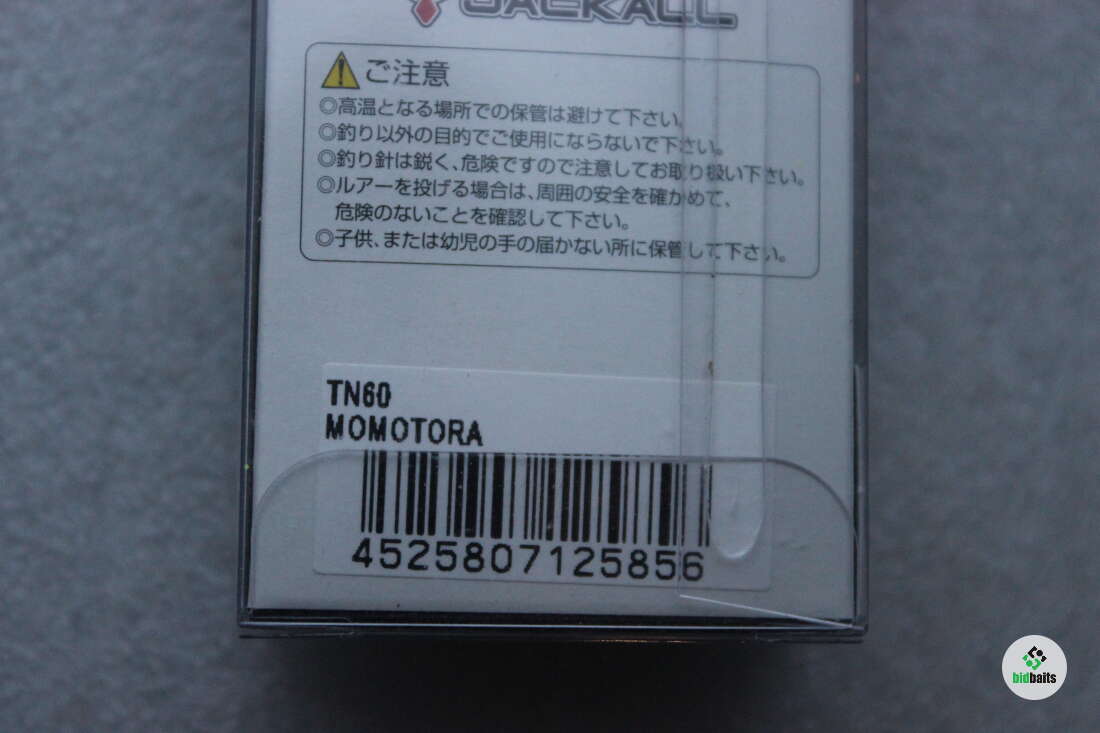 JACKALL
ご注意
◎高温となる場所での保管は避けて下さい。
◎釣り以外の目的でご使用にならないで下さい。
◎釣り針は鋭く、危険ですので注意してお取り扱い下さい。
◎ルアーを投げる場合は、周囲の安全を確かめて、
危険のないことを確認して下さい。
◎子供、または幼児の手の届かない所に保管して下さい。
TN60
MOMOTORA
4525807125856
bidbaits